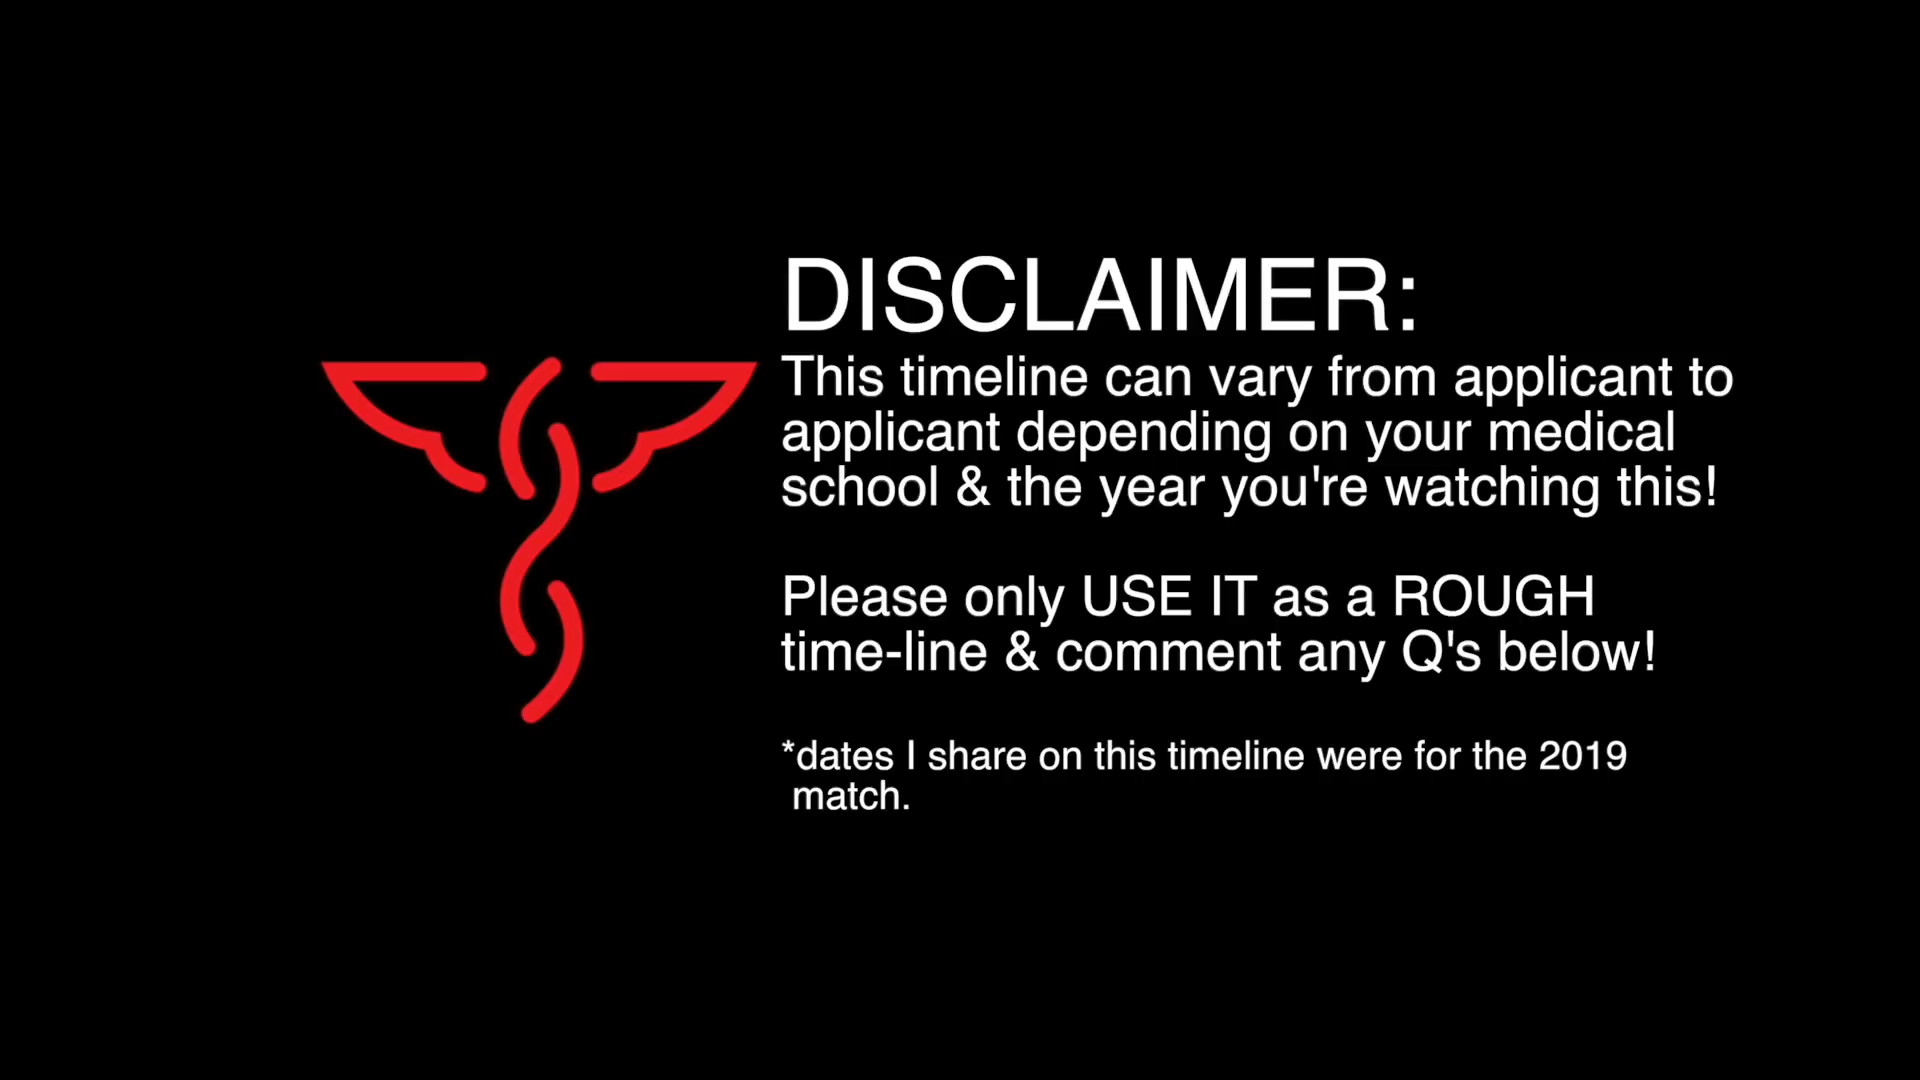 DISCLAIMER:
This timeline can vary from applicant to
applicant depending on your medical
school & the year you're watching this!
Please only USE IT as a ROUGH
time-line & comment any Q's below!
*dates I share on this timeline were for the 2019
match.